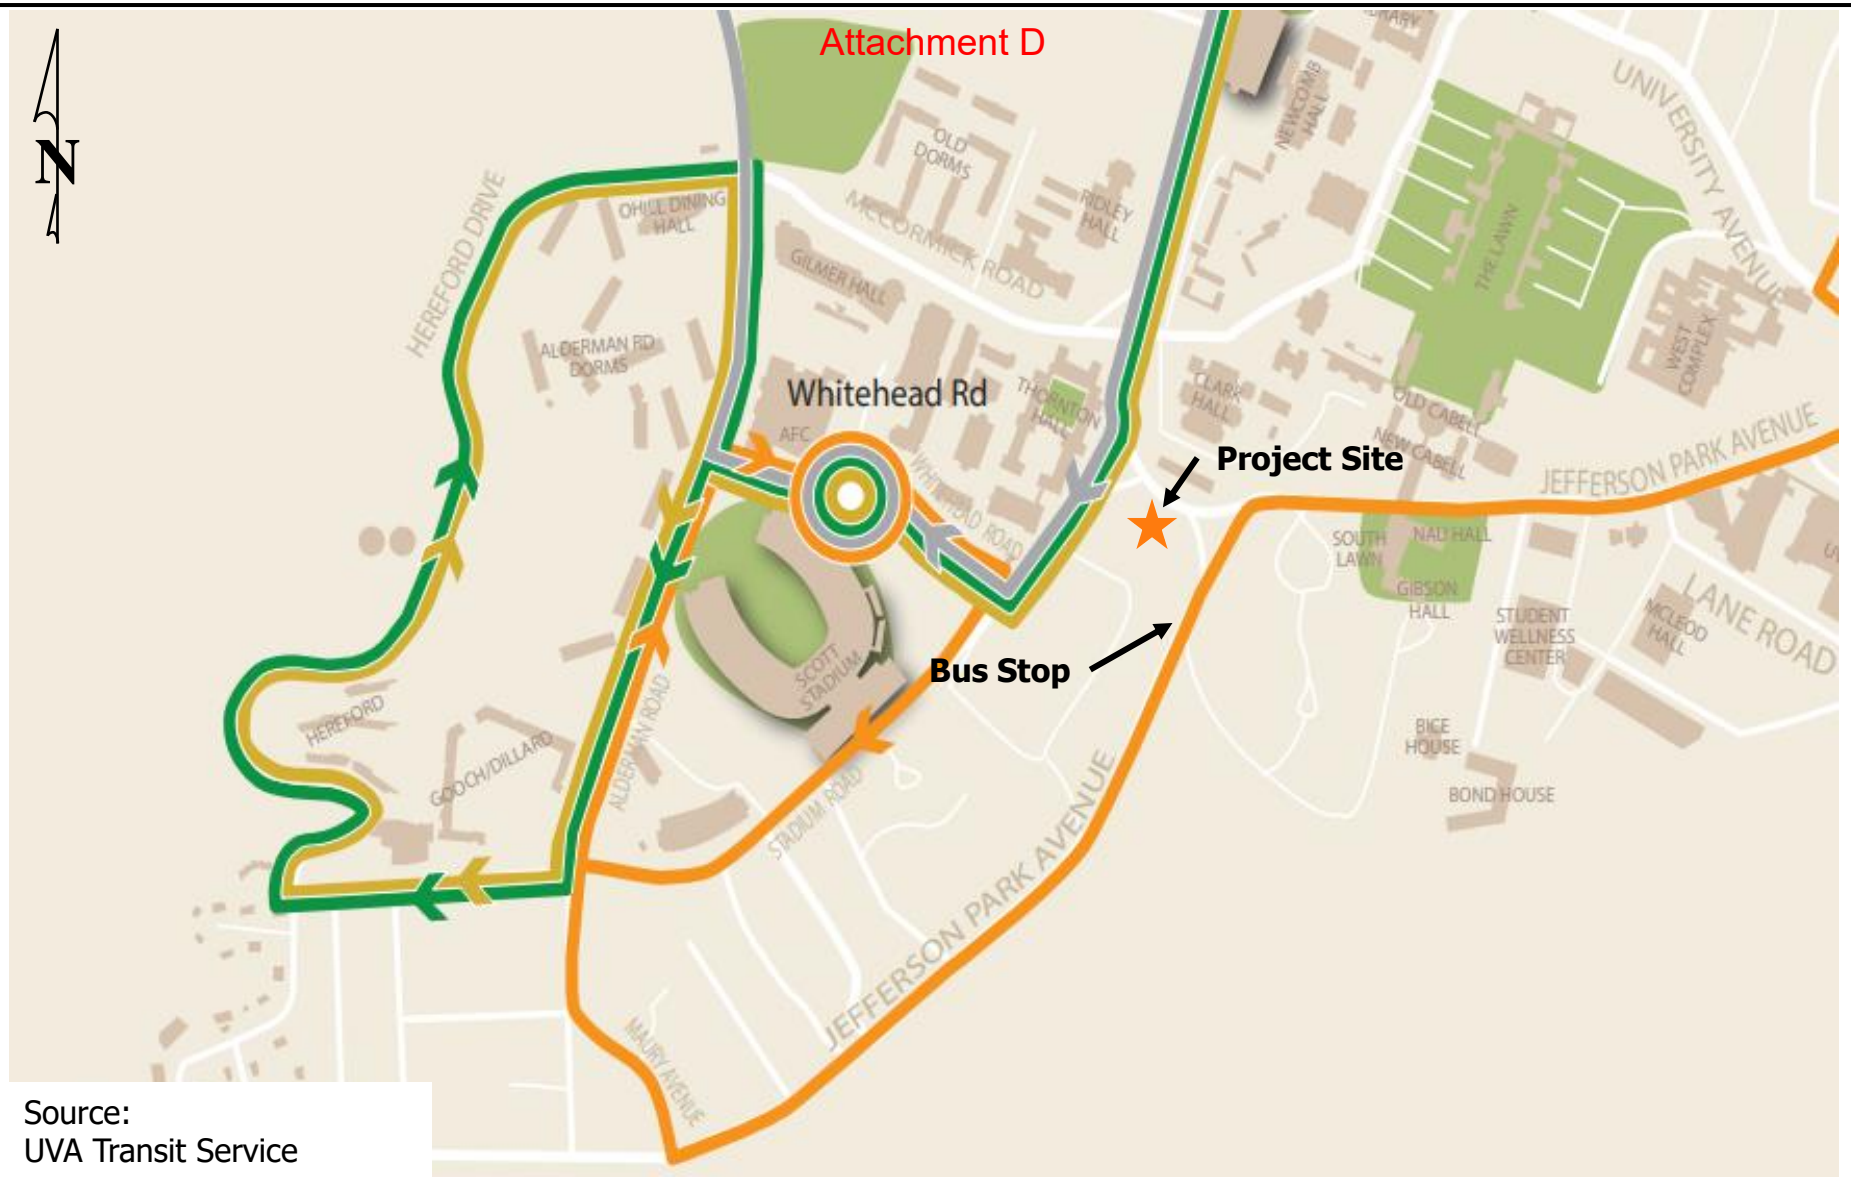 Attachment D
N
LIBRARY
NEWCOMB
HALL
UNIVERSITY AVENUE
OLD
DORMS
HEREFORD DRIVE
OHILL DINING
HALL
MCCORMICK ROAD
RIDLEY
HALL
THE LAWN
GILMER HALL
WEST
COMPLEX
ALDERMAN RD
DORMS
Whitehead Rd
THORNTON
HALL
CLARK
HALL
OLD CABELL
NEW CABELL
AFC
WHITEHEAD ROAD
Project Site
JEFFERSON PARK AVENUE
SOUTH
LAWN
NAU HALL
GIBSON
HALL
STUDENT
WELLNESS
CENTER
MCLEOD
HALL
LANE ROAD
SCOTT
STADIUM
Bus Stop
HEREFORD
GOOCH/DILLARD
ALDERMAN ROAD
STADIUM ROAD
BICE
HOUSE
BOND HOUSE
JEFFERSON PARK AVENUE
MAURY AVENUE
Source:
UVA Transit Service